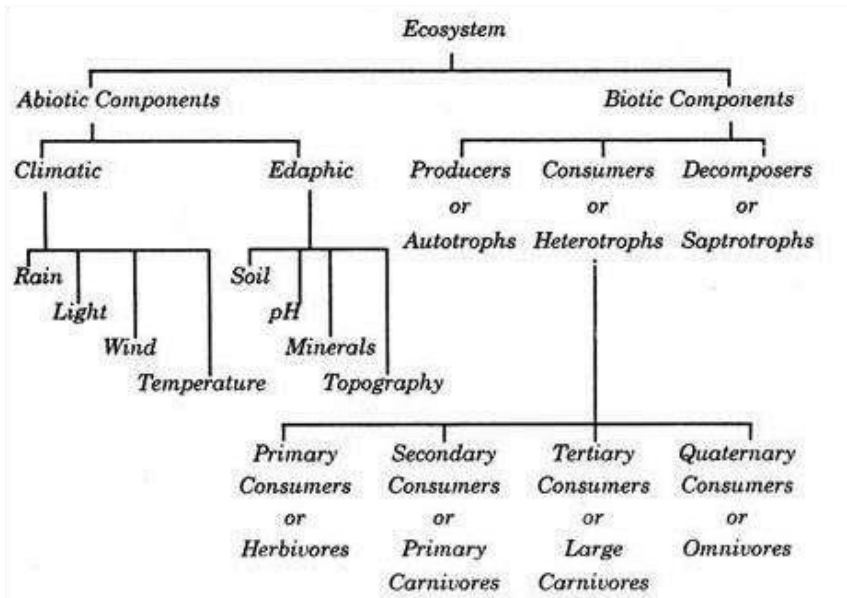 Ecosystem
Abiotic Components Biotic Components
Climatic Edaphic Producers Consumers Decomposers
or or or
Autotrophs Heterotrophs Saptrotrophs
Rain Soil
Light pH
Wind Minerals
Temperature Topography
Primary Secondary Tertiary Quaternary
Consumers Consumers Consumers Consumers
or or or or
Herbivores Primary Large Omnivores
Carnivores Carnivores